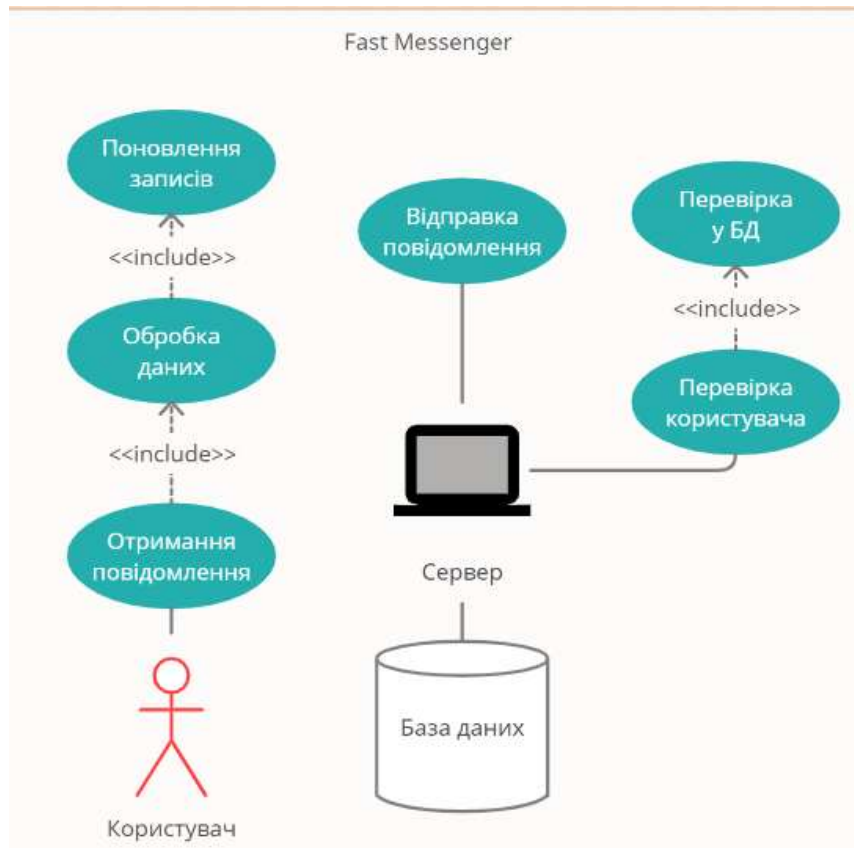 Fast Messenger
Поновлення
записів
<<include>>
Обробка
даних
<<include>>
Отримання
повідомлення
Користувач
Відправка
повідомлення
Сервер
База даних
Перевірка
у БД
<<include>>
Перевірка
користувача